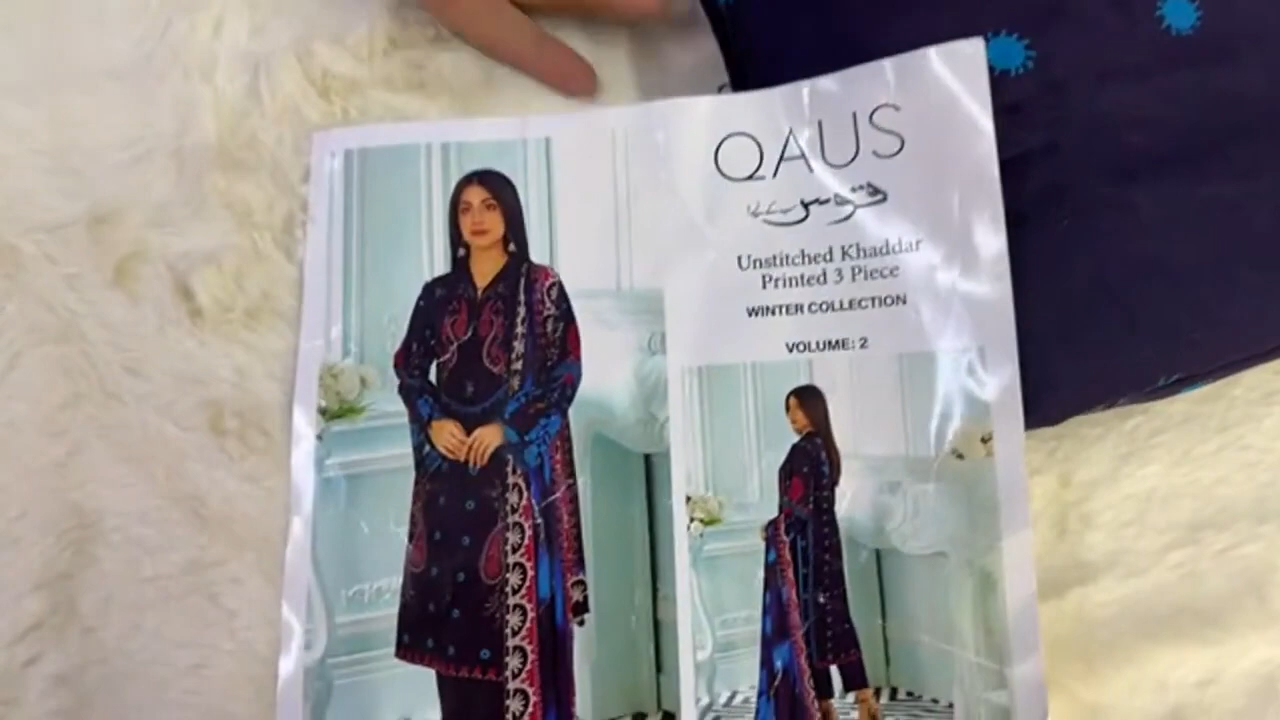 QAUS
قوس
Unstitched Khaddar
Printed 3 Piece
WINTER COLLECTION
VOLUME: 2